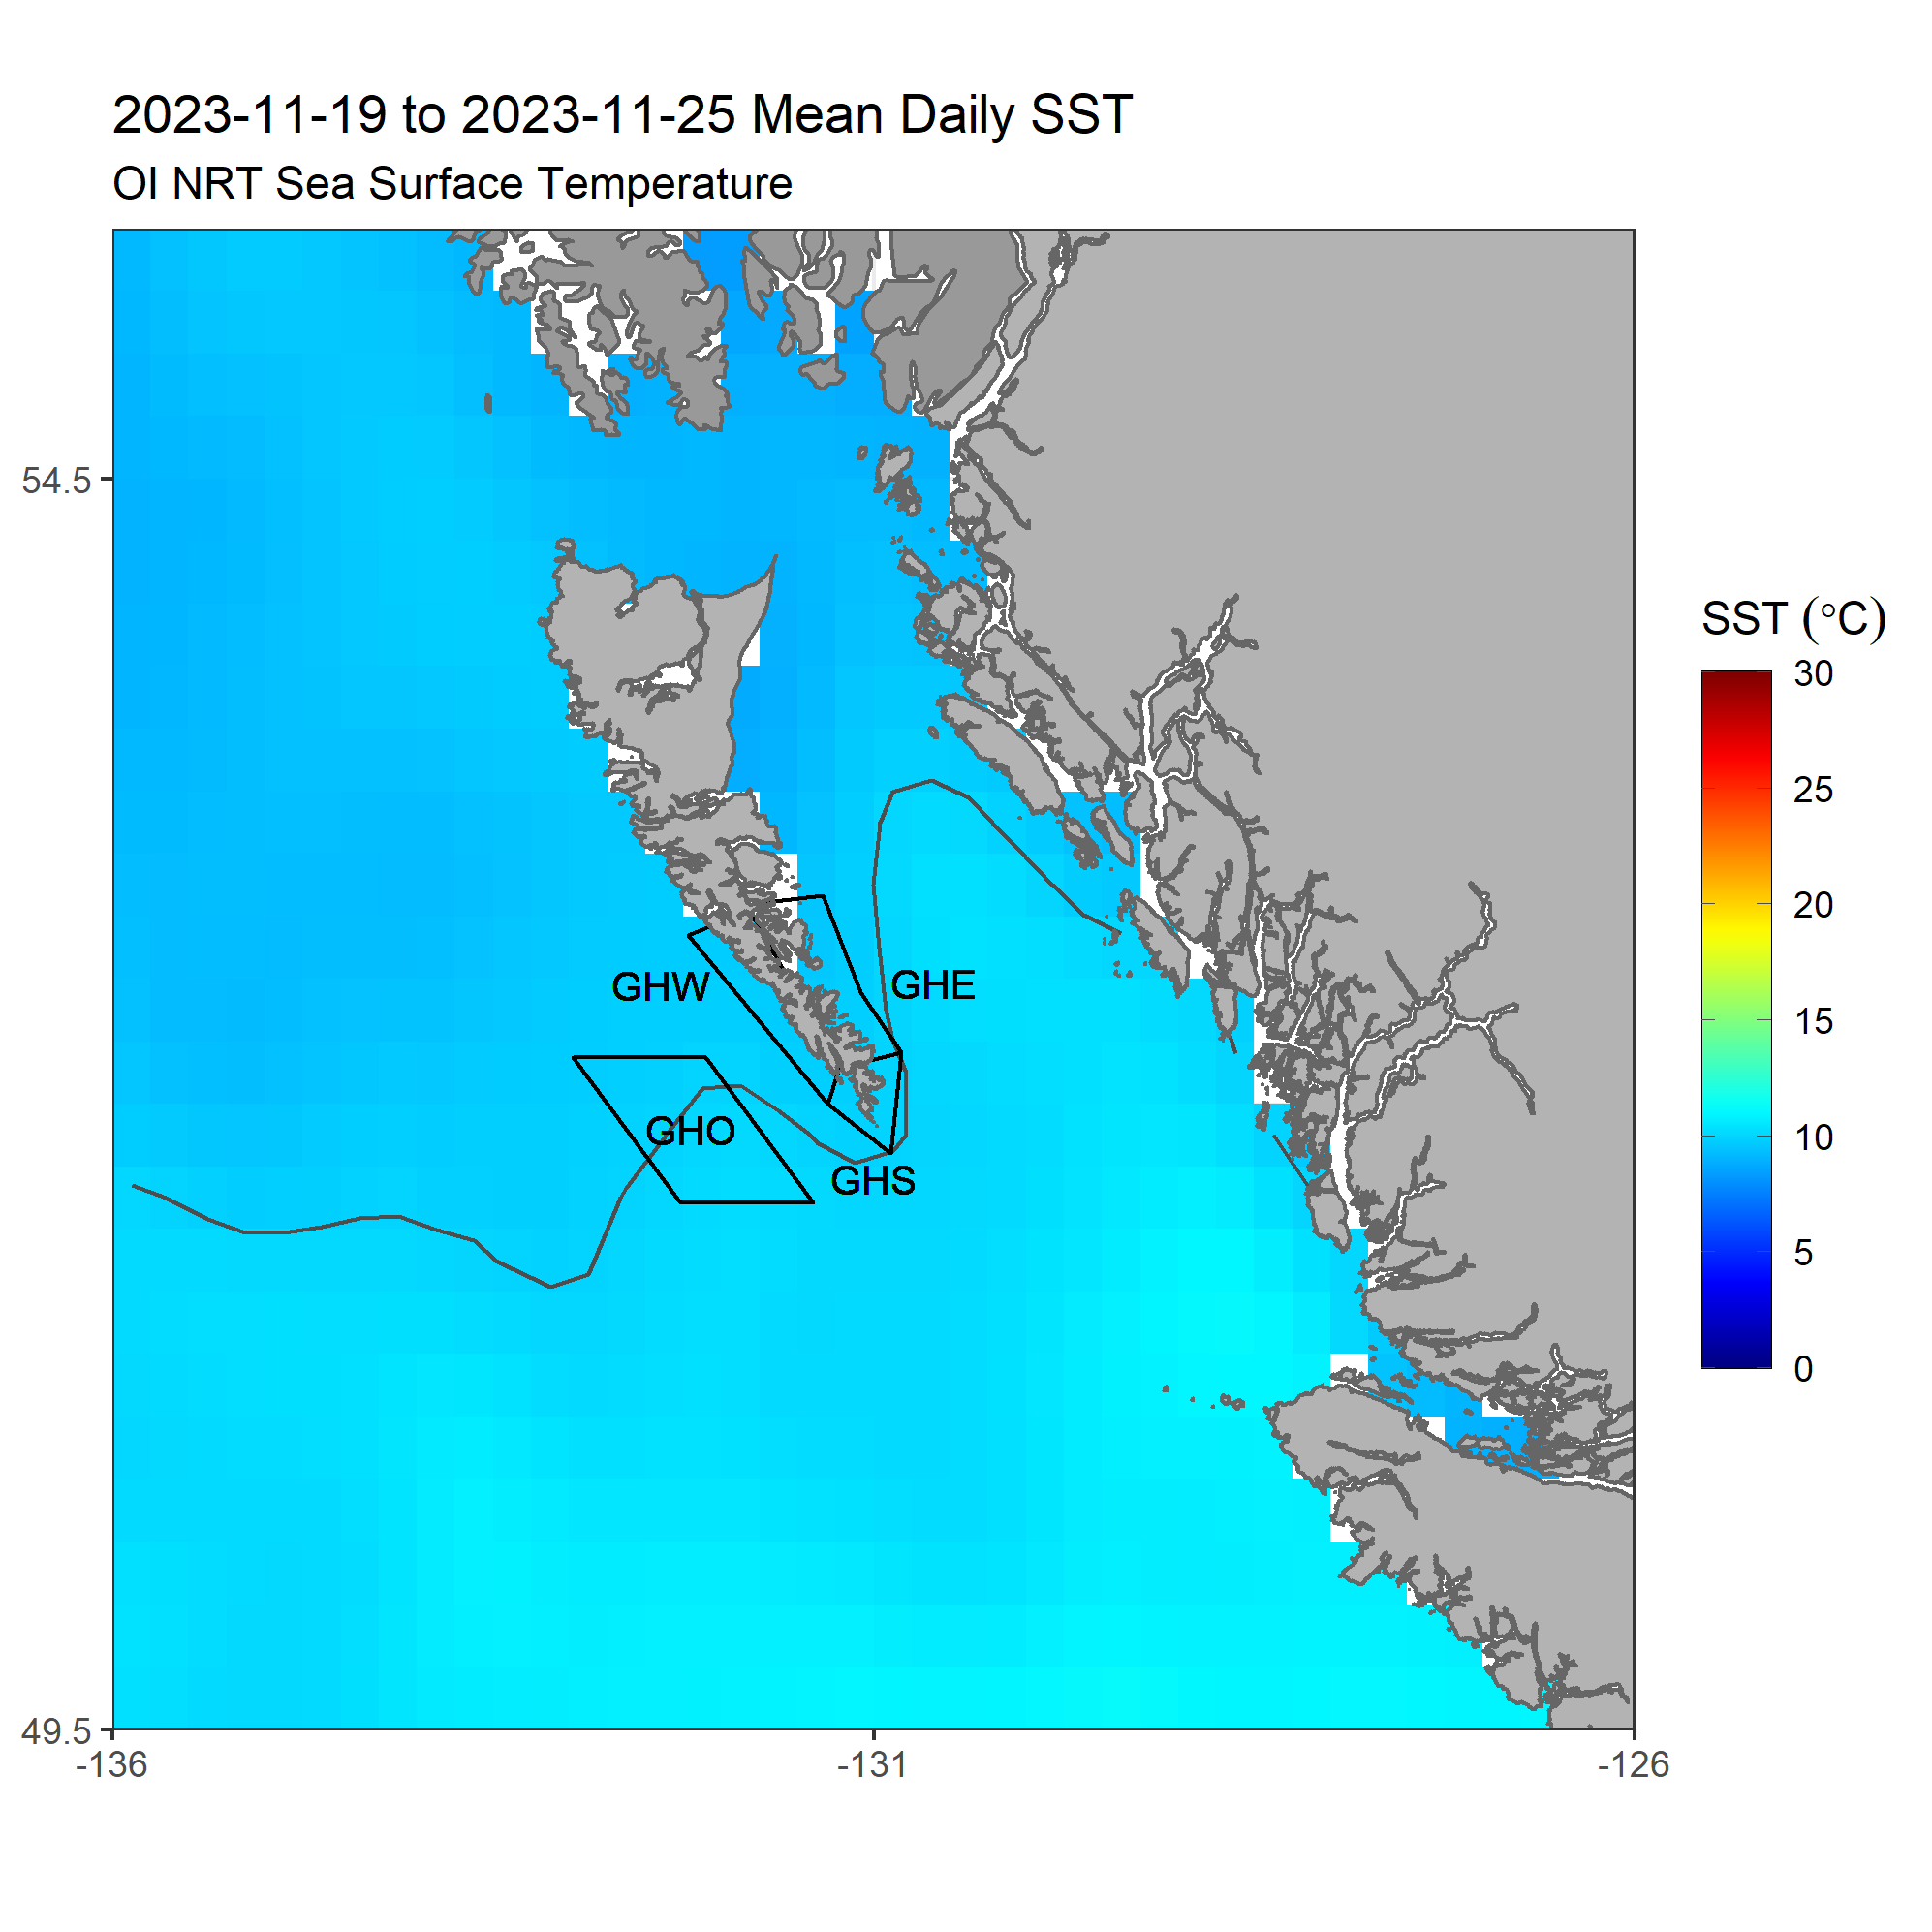 2023-11-19 to 2023-11-25 Mean Daily SST
OI NRT Sea Surface Temperature
54.5
49.5
-136
-131
-126
GHW
GHE
GHO
GHS
SST (°C)
30
25
20
15
10
5
0